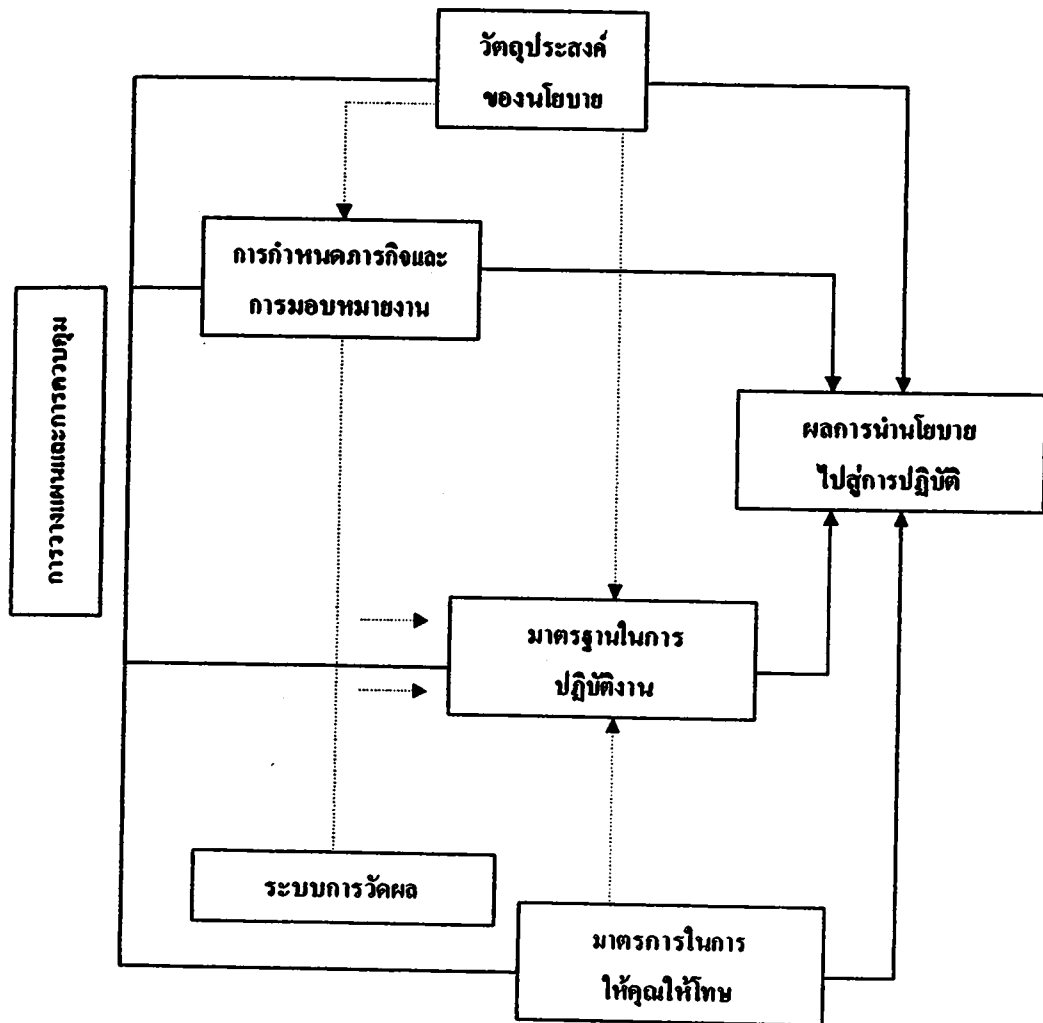 วัตถุประสงค์
ของนโยบาย
การกำหนดภารกิจและ
การมอบหมายงาน
การวางแผนและการควบคุม
ผลการนำนโยบาย
ไปสู่การปฏิบัติ
มาตรฐานในการ
ปฏิบัติงาน
ระบบการวัดผล
มาตรการในการ
ให้คุณให้โทษ